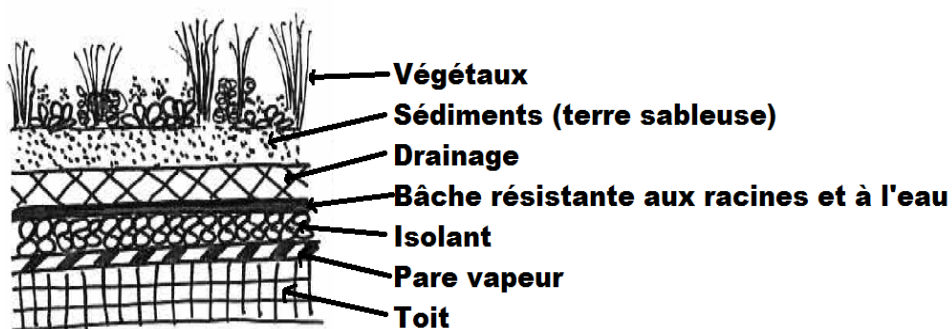 Végétaux
Sédiments (terre sableuse)
Drainage
Bâche résistante aux racines et à l'eau
Isolant
Pare vapeur
Toit